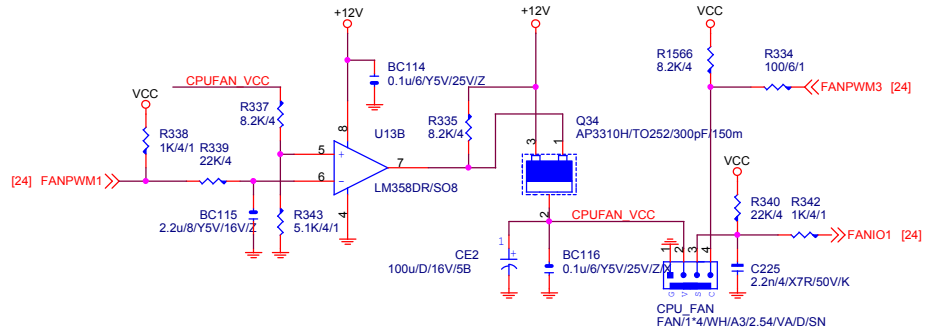 +12V
+12V
VCC
BC114
0.1u/6/Y5V/25V/Z
R1566
8.2K/4
R334
100/6/1
CPUFAN_VCC
FANPWM3 [24]
VCC
R337
8.2K/4
R338
1K/4/1
R339
22K/4
U13B
R335
8.2K/4
Q34
AP3310H/TO252/300pF/150m
8
3
1
5
+
7
6
-
LM358DR/SO8
4
[24] FANPWM1
VCC
BC115
2.2u/8/Y5V/16V/Z
R343
5.1K/4/1
2
CPUFAN_VCC
R340
22K/4
R342
1K/4/1
FANIO1 [24]
1
+
CE2
100u/D/16V/5B
BC116
0.1u/6/Y5V/25V/Z/X
1
2
3
4
C225
2.2n/4/X7R/50V/K
G
V
S
C
CPU_FAN
FAN/1*4/WH/A3/2.54/VA/D/SN